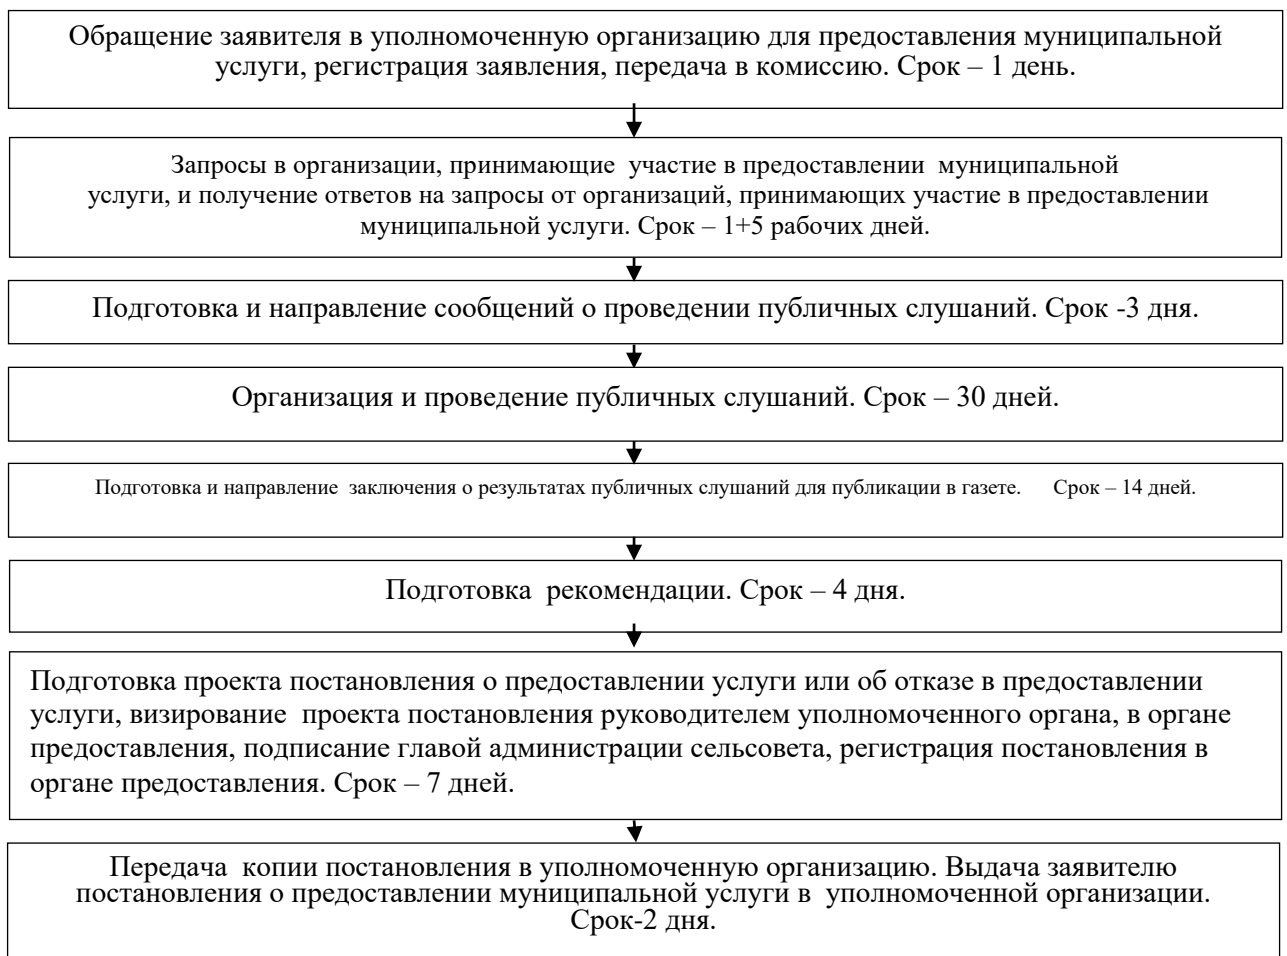 Обращение заявителя в уполномоченную организацию для предоставления муниципальной
услуги, регистрация заявления, передача в комиссию. Срок – 1 день.
Запросы в организации, принимающие участие в предоставлении муниципальной
услуги, и получение ответов на запросы от организаций, принимающих участие в предоставлении
муниципальной услуги. Срок – 1+5 рабочих дней.
Подготовка и направление сообщений о проведении публичных слушаний. Срок -3 дня.
Организация и проведение публичных слушаний. Срок – 30 дней.
Подготовка и направление заключения о результатах публичных слушаний для публикации в газете. Срок – 14 дней.
Подготовка рекомендации. Срок – 4 дня.
Подготовка проекта постановления о предоставлении услуги или об отказе в предоставлении
услуги, визирование проекта постановления руководителем уполномоченного органа, в органе
предоставления, подписание главой администрации сельсовета, регистрация постановления в
органе предоставления. Срок – 7 дней.
Передача копии постановления в уполномоченную организацию. Выдача заявителю
постановления о предоставлении муниципальной услуги в уполномоченной организации.
Срок-2 дня.